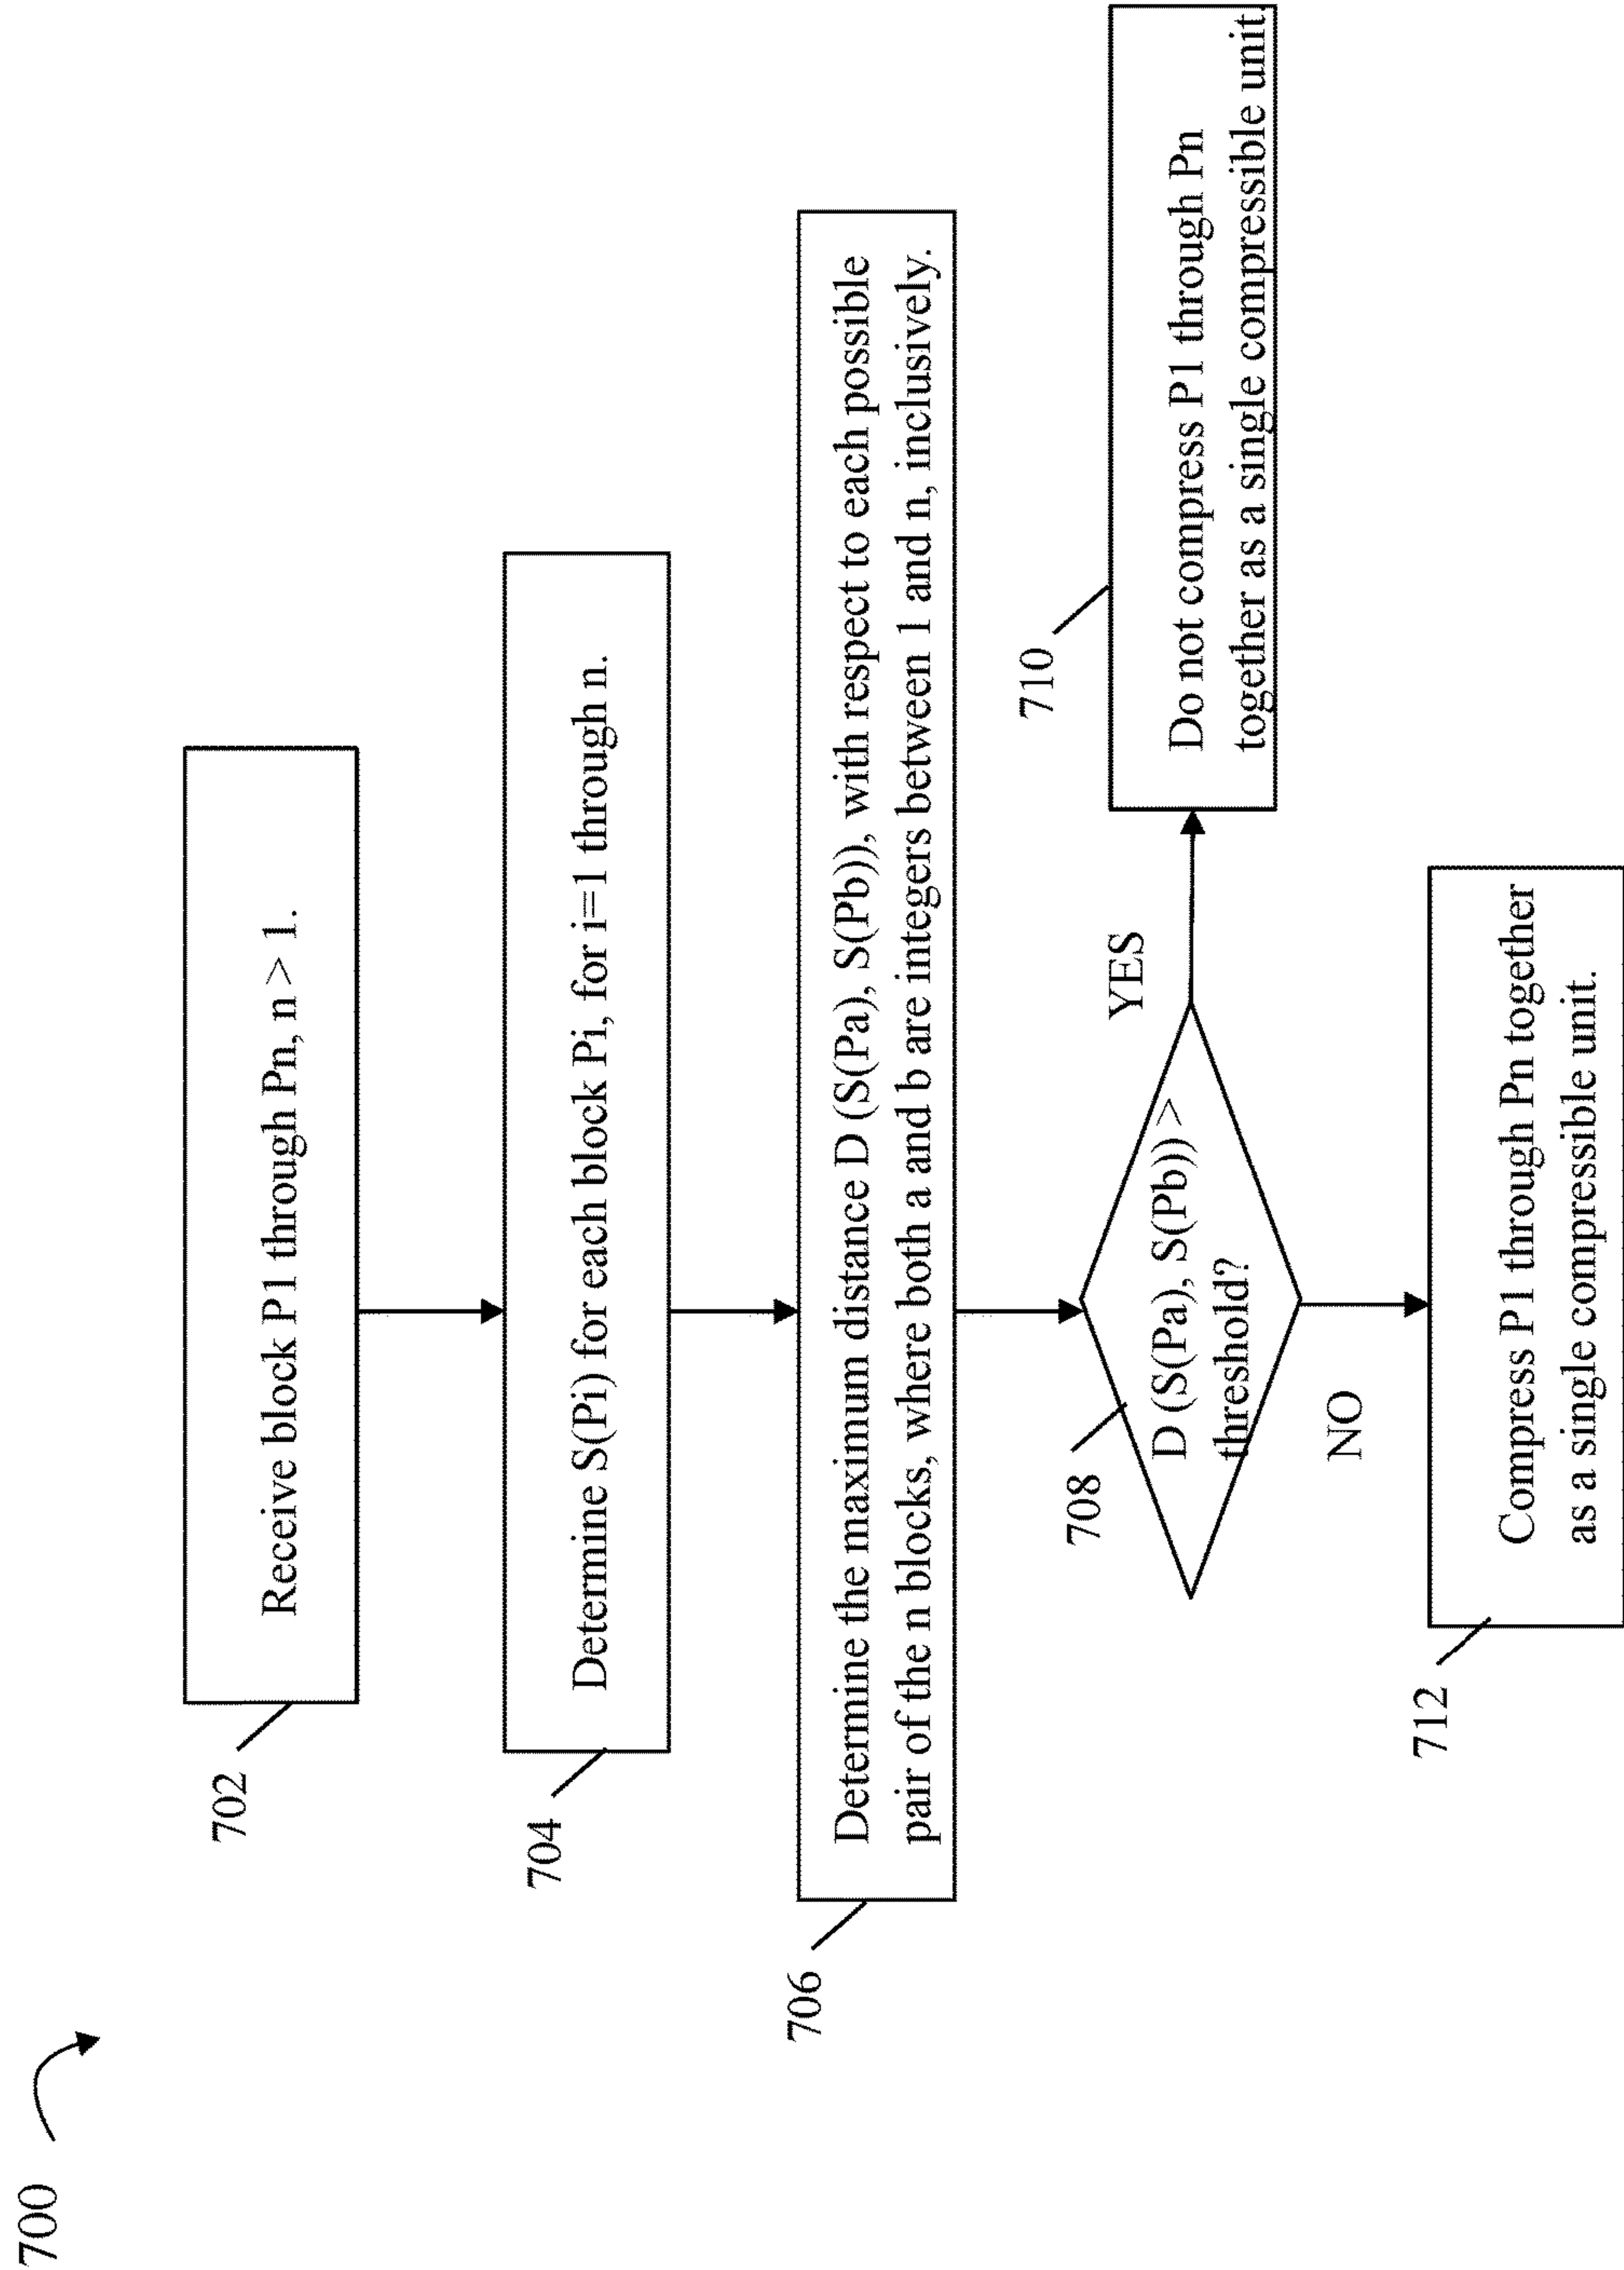 700
702
Receive block P1 through Pn, n > 1.
704
Determine S(Pi) for each block Pi, for i=1 through n.
706
Determine the maximum distance D (S(Pa), S(Pb)), with respect to each possible
pair of the n blocks, where both a and b are integers between 1 and n, inclusively.
708
D (S(Pa), S(Pb)) >
threshold?
YES
710
Do not compress P1 through Pn
together as a single compressible unit.
NO
712
Compress P1 through Pn together
as a single compressible unit.